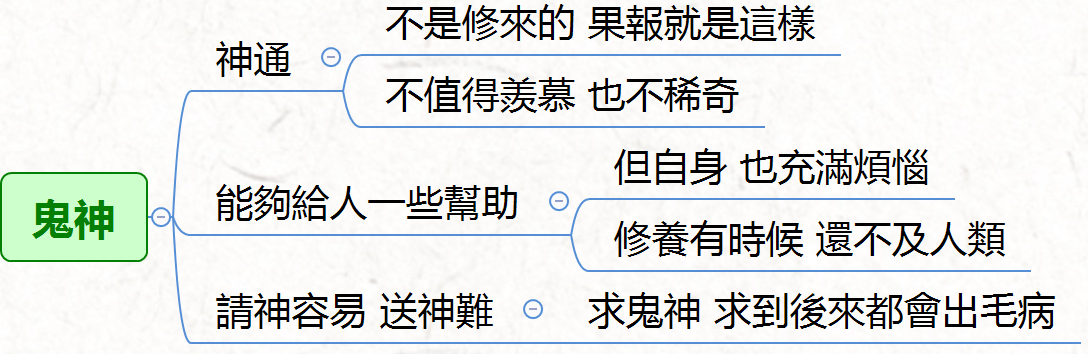 鬼神
神通
不是修來的 果報就是這樣
不值得羨慕 也不稀奇
能夠給人一些幫助
但自身 也充滿煩惱
修養有時候 還不及人類
請神容易 送神難
求鬼神 求到後來都會出毛病